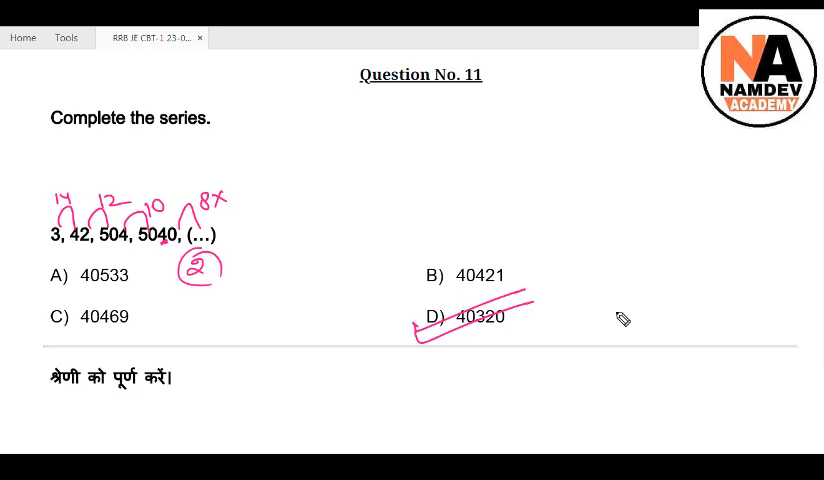 Home Tools RRB JE CBT-1 23-0... ×
NA
NAMDEV
ACADEMY
Question No. 11
Complete the series.
14 12 10 8x
3, 42, 504, 5040, (...)
2
A) 40533 B) 40421
C) 40469 D) 40320
श्रेणी को पूर्ण करें।